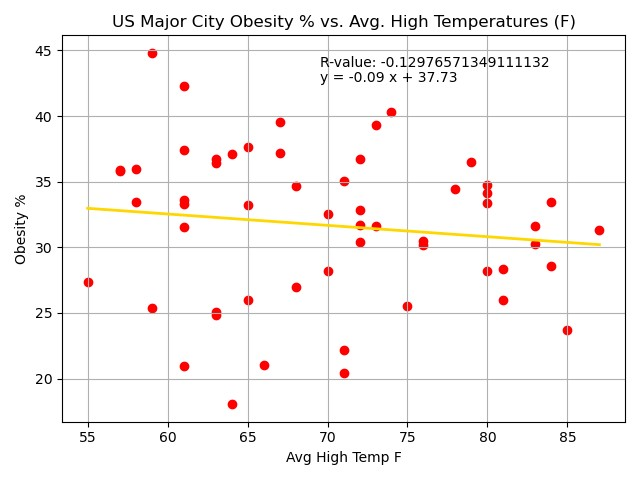 US Major City Obesity % vs. Avg. High Temperatures (F)
R-value: -0.12976571349111132
y = -0.09 x + 37.73
Obesity %
45
40
35
30
25
20
55 60 65 70 75 80 85
Avg High Temp F